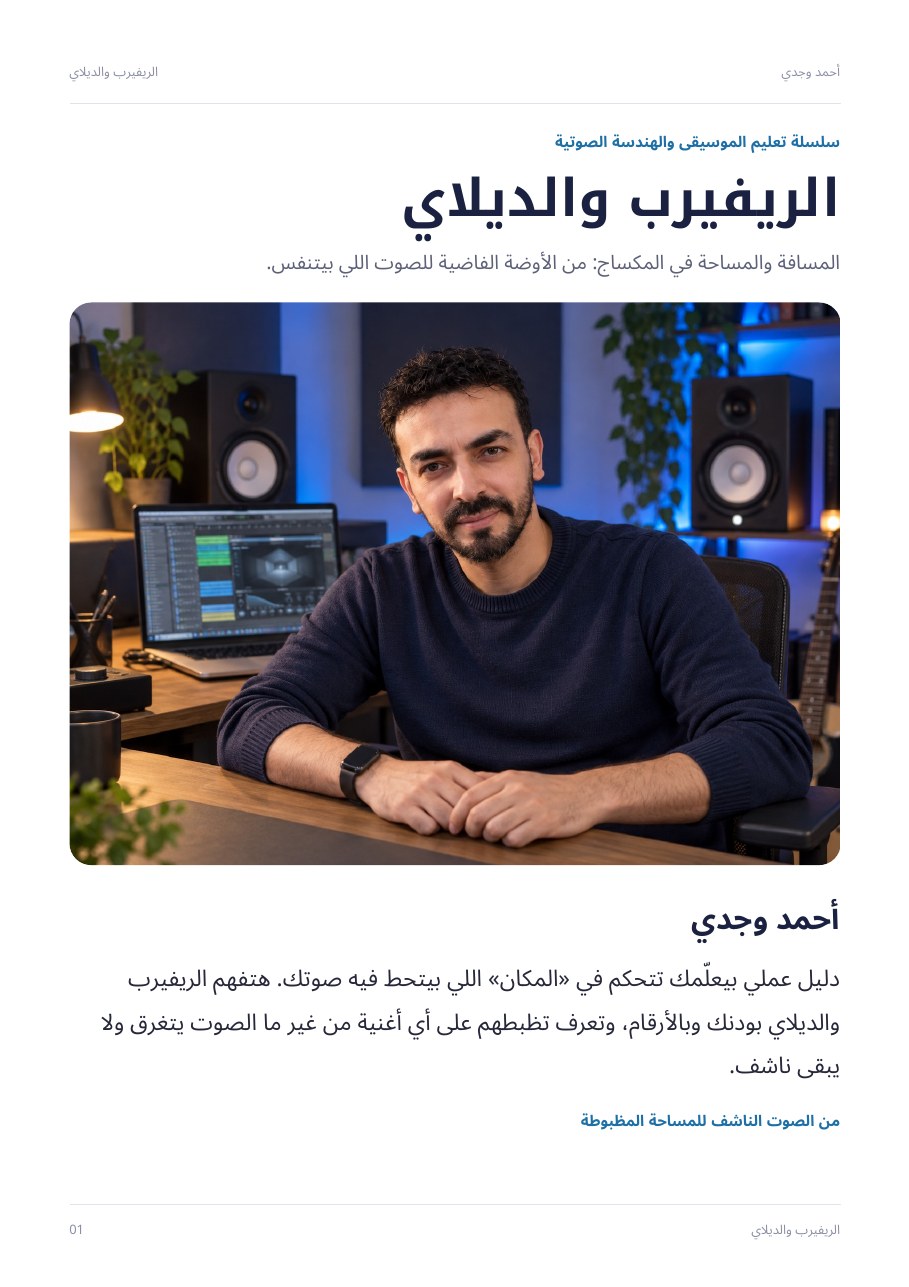 أحمد وجدي
الريفيرب والديلاي
سلسلة تعليم الموسيقى والهندسة الصوتية
الريفيرب والديلاي
المسافة والمساحة في المكساج: من الأوضة الفاضية للصوت اللي بيتنفس.
أحمد وجدي
دليل عملي بيعلّمك تتحكم في «المكان» اللي بيتحط فيه صوتك. هتفهم الريفيرب
والديلاي بودنك وبالأرقام، وتعرف تظبطهم على أي أغنية من غير ما الصوت يتغرق ولا
يبقى ناشف.
من الصوت الناشف للمساحة المظبوطة
الريفيرب والديلاي
01